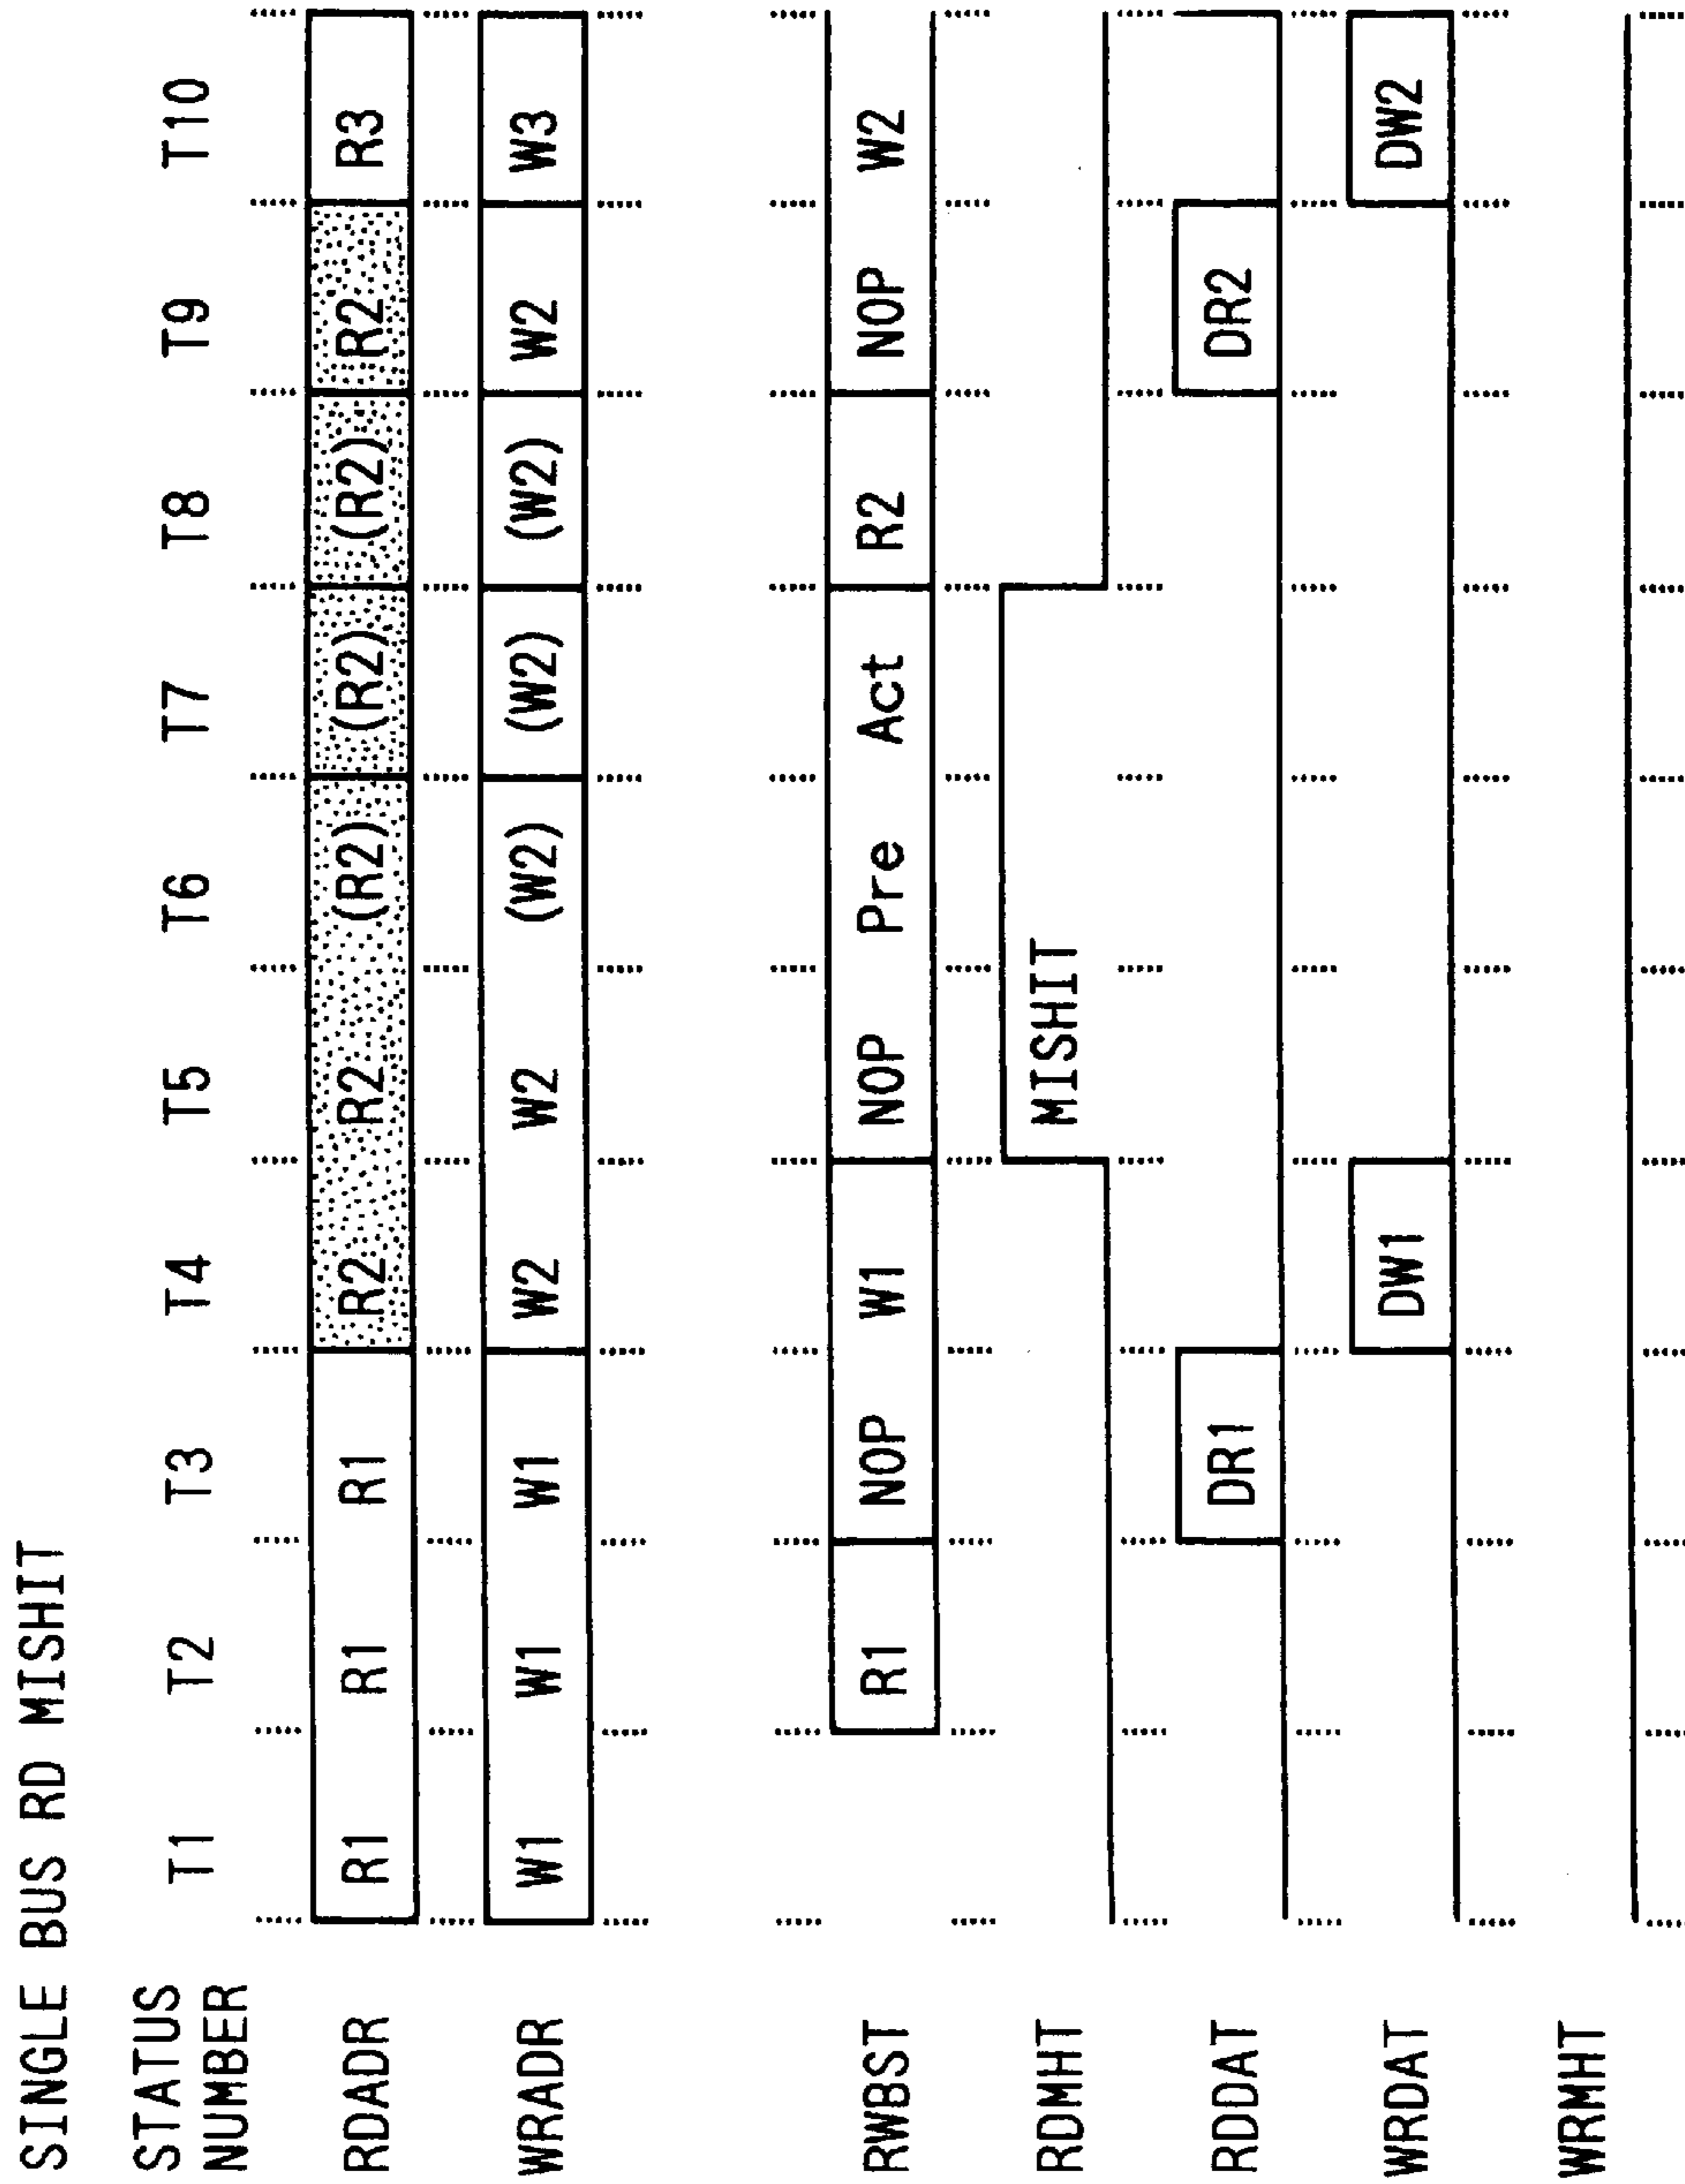 SINGLE BUS RD MISHIT
STATUS NUMBER T1 T2 T3 T4 T5 T6 T7 T8 T9 T10
RDADR R1 R1 R1 R2 R2 (R2) (R2) (R2) R2 R3
WRADR W1 W1 W1 W2 W2 (W2) (W2) (W2) W2 W3
RWBST R1 NOP W1 NOP Pre Act R2 NOP W2
RDMHT MISHIT
RDDAT DR1 DR2
WRDAT DW1 DW2
WRMHT